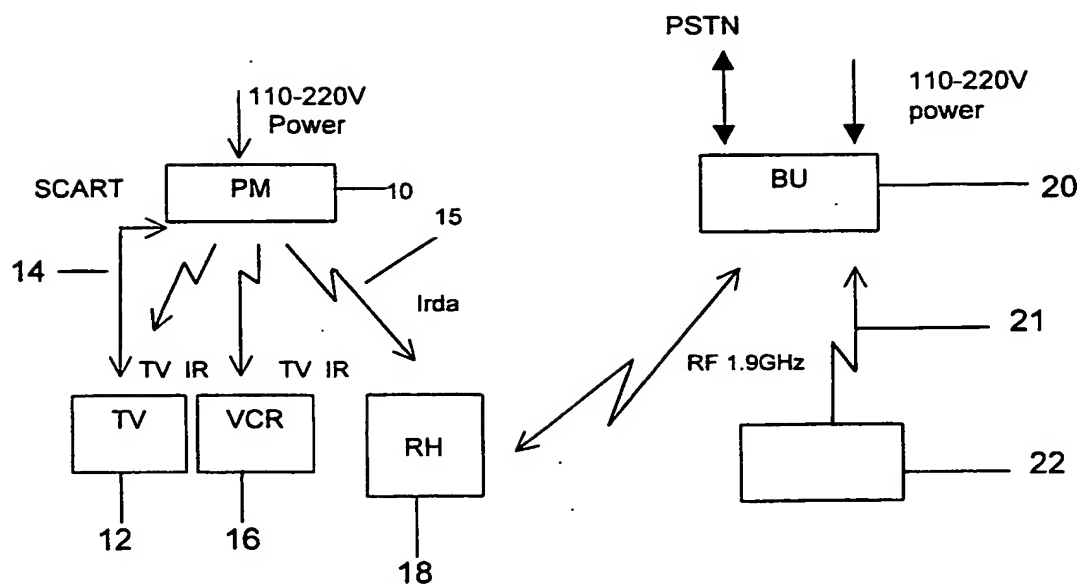 PSTN
110-220V
Power
110-220V
power
SCART
PM
10
BU
20
15
14
Irda
21
TV IR
TV IR
RF 1.9GHz
TV
VCR
RH
22
12
16
18